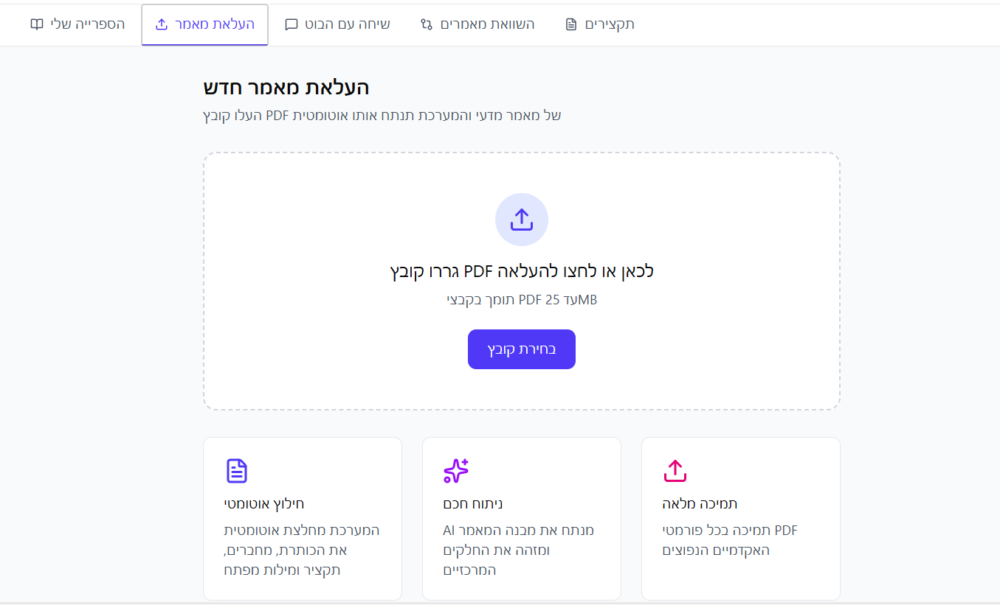 הספרייה שלי
העלאת מאמר
שיחה עם הבוט
השוואת מאמרים
תקצירים
העלאת מאמר חדש
העלו קובץ PDF של מאמר מדעי והמערכת תנתח אותו אוטומטית
גררו קובץ PDF לכאן או לחצו להעלאה
תומך בקבצי PDF עד 25MB
בחירת קובץ
חילוץ אוטומטי
המערכת מחלצת אוטומטית
את הכותרת, מחברים,
תקציר ומילות מפתח
ניתוח חכם
AI מנתח את מבנה המאמר
ומזהה את החלקים
המרכזיים
תמיכה מלאה
תמיכה בכל פורמטי PDF
האקדמיים הנפוצים